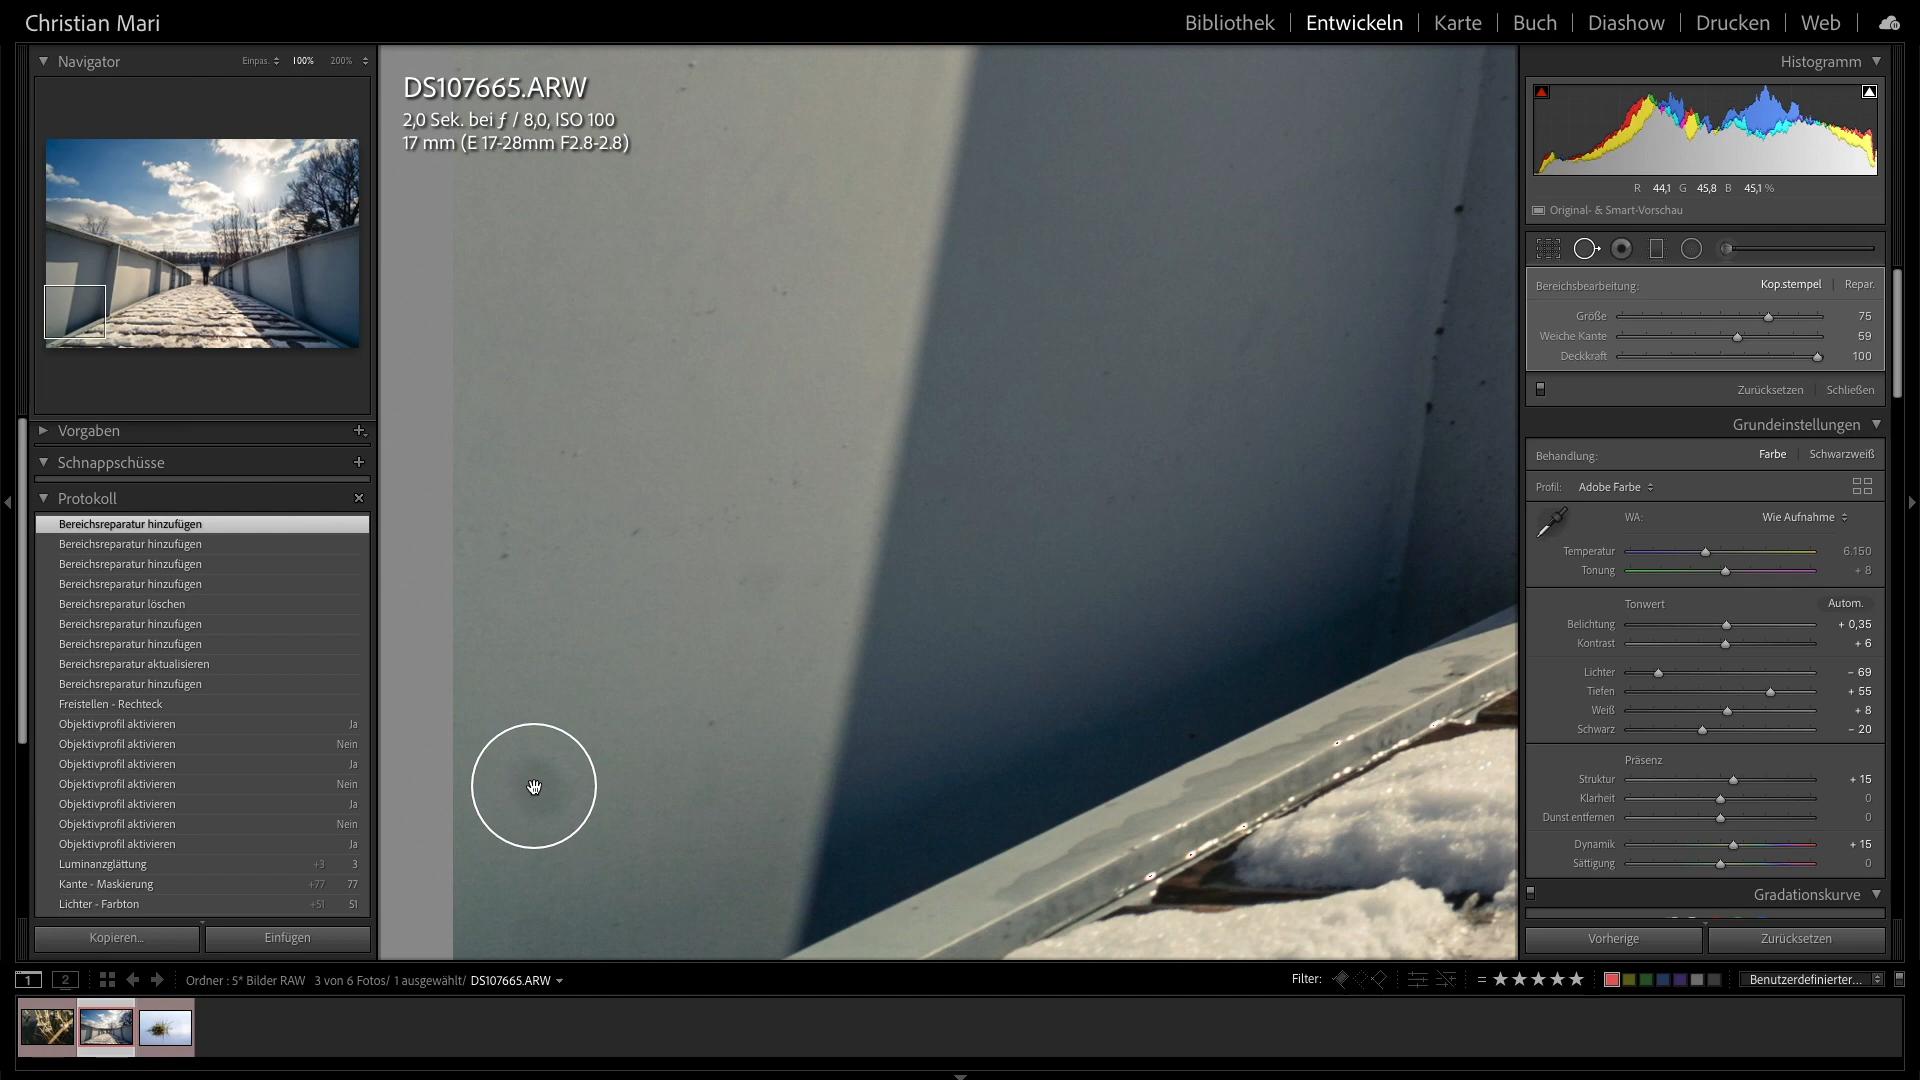 Christian Mari
Bibliothek
Entwickeln
Karte
Buch
Diashow
Drucken
Web
Navigator
Einpas.
100%
200%
DS107665.ARW
2,0 Sek. bei ƒ / 8,0, ISO 100
17 mm (E 17-28mm F2.8-2.8)
Vorgaben
Schnappschüsse
Protokoll
Bereichsreparatur hinzufügen
Bereichsreparatur hinzufügen
Bereichsreparatur hinzufügen
Bereichsreparatur hinzufügen
Bereichsreparatur löschen
Bereichsreparatur hinzufügen
Bereichsreparatur hinzufügen
Bereichsreparatur aktualisieren
Bereichsreparatur hinzufügen
Freistellen - Rechteck
Objektivprofil aktivieren Ja
Objektivprofil aktivieren Nein
Objektivprofil aktivieren Ja
Objektivprofil aktivieren Nein
Objektivprofil aktivieren Ja
Objektivprofil aktivieren Nein
Objektivprofil aktivieren Ja
Luminanzglättung +3 3
Kante - Maskierung +77 77
Lichter - Farbton +51 51
Kopieren...
Einfügen
Histogramm
R 44,1 G 45,8 B 45,1 %
Original- & Smart-Vorschau
Bereichsbearbeitung: Kop.stempel Repar.
Größe 75
Weiche Kante 59
Deckkraft 100
Zurücksetzen Schließen
Grundeinstellungen
Behandlung: Farbe Schwarzweiß
Profil: Adobe Farbe
WA: Wie Aufnahme
Temperatur 6.150
Tonung + 8
Tonwert Autom.
Belichtung + 0,35
Kontrast + 6
Lichter − 69
Tiefen + 55
Weiß + 8
Schwarz − 20
Präsenz
Struktur + 15
Klarheit 0
Dunst entfernen 0
Dynamik + 15
Sättigung 0
Gradationskurve
Vorherige
Zurücksetzen
1 2 Ordner : 5* Bilder RAW 3 von 6 Fotos/ 1 ausgewählt/ DS107665.ARW
Filter: = ★★★★★ Benutzerdefinierter...